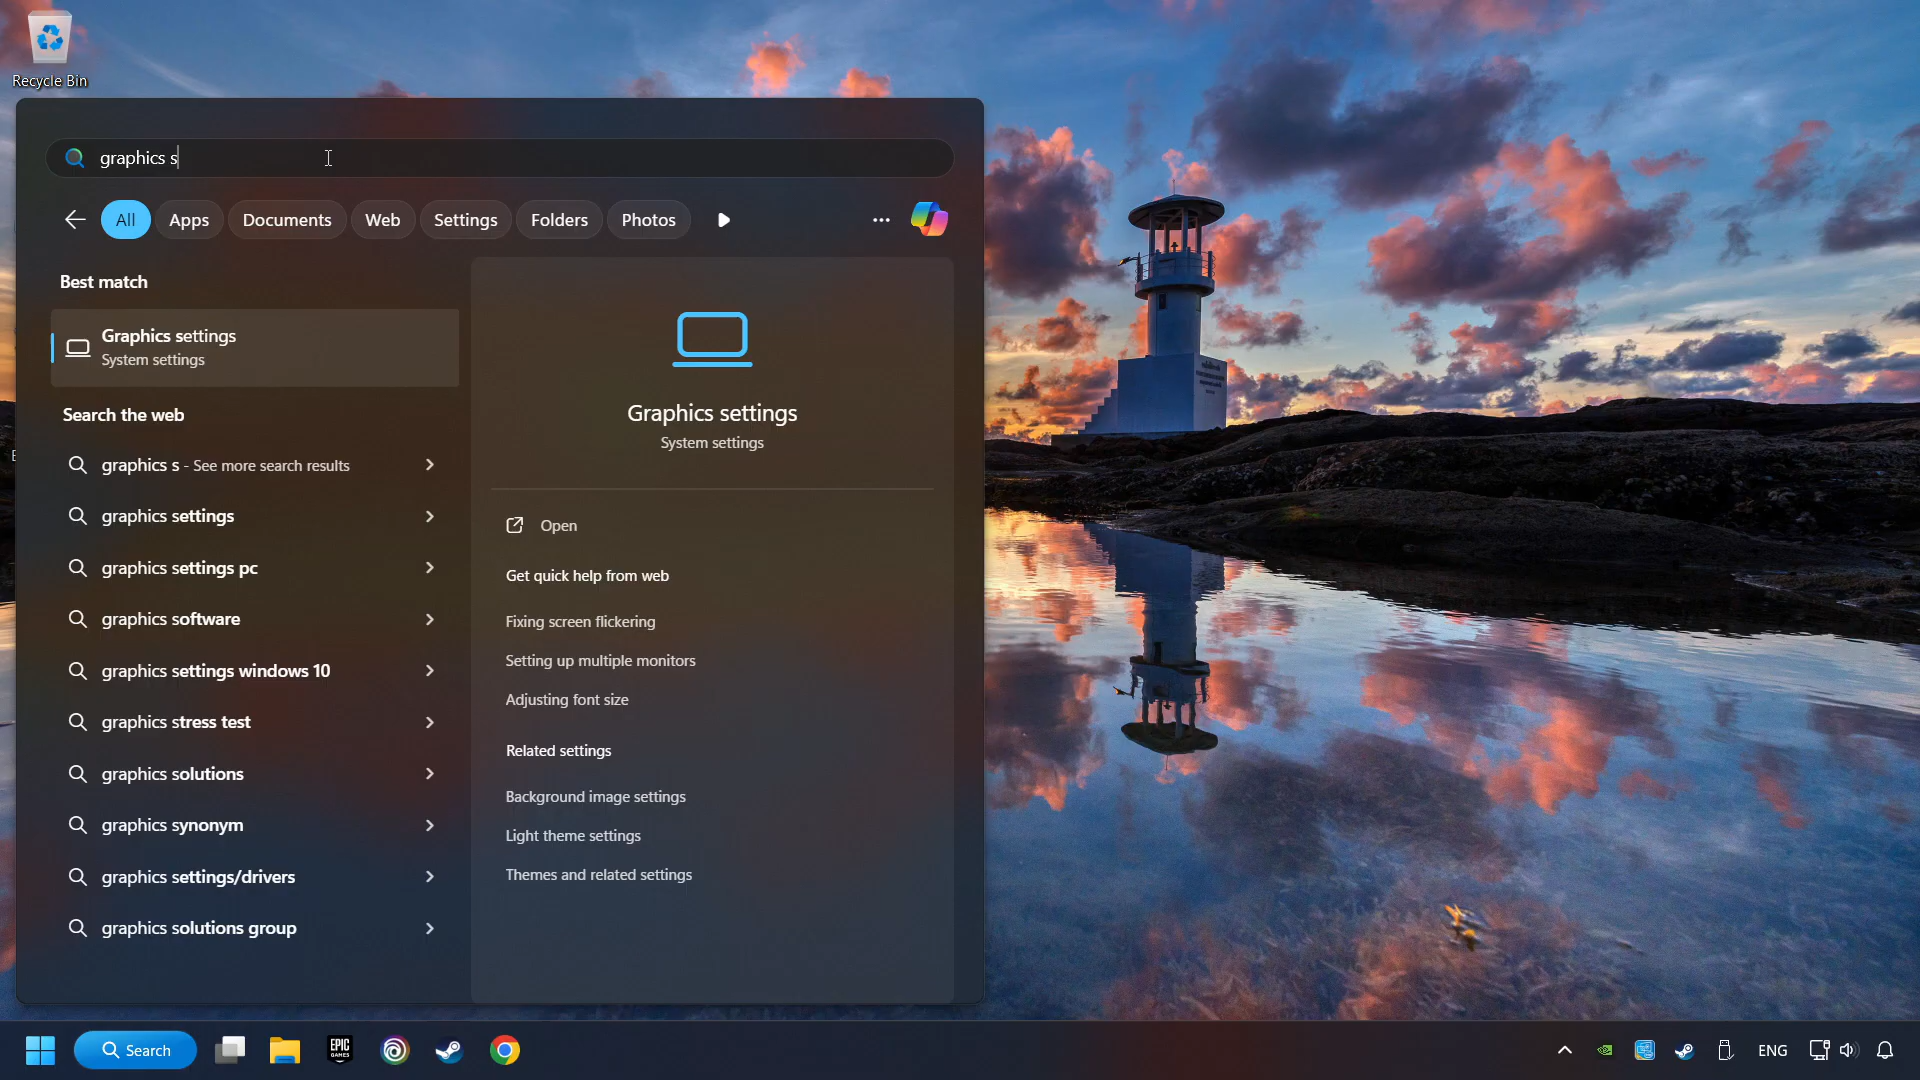 Recycle Bin
graphics s
All
Apps
Documents
Web
Settings
Folders
Photos
Best match
Graphics settings
System settings
Search the web
graphics s - See more search results
graphics settings
graphics settings pc
graphics software
graphics settings windows 10
graphics stress test
graphics solutions
graphics synonym
graphics settings/drivers
graphics solutions group
Graphics settings
System settings
Open
Get quick help from web
Fixing screen flickering
Setting up multiple monitors
Adjusting font size
Related settings
Background image settings
Light theme settings
Themes and related settings
Search
EPIC
GAMES
ENG